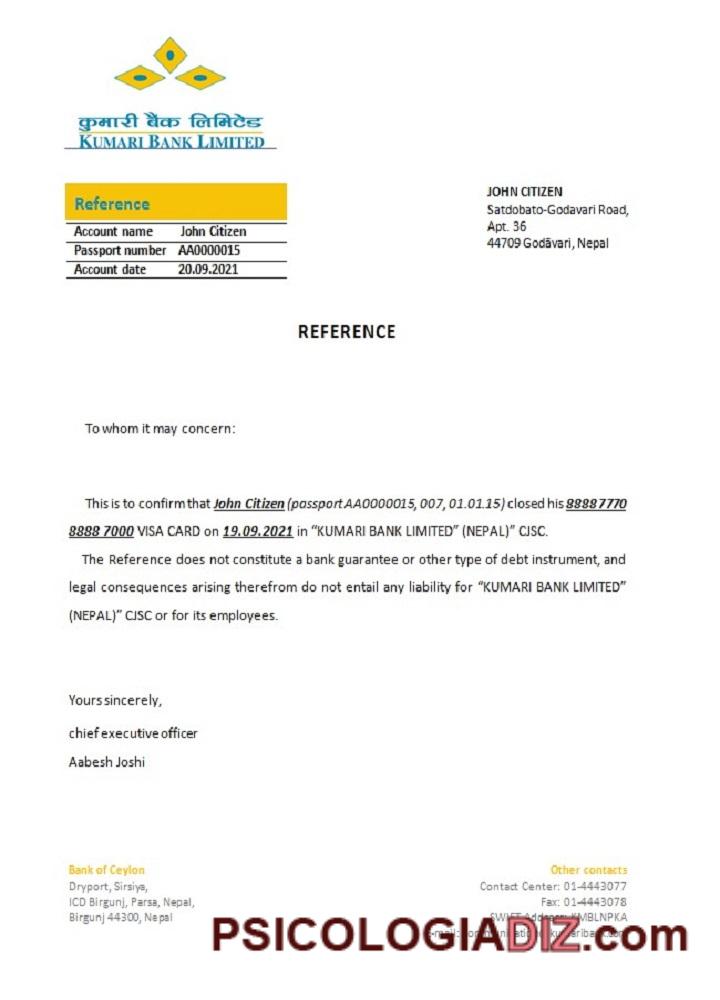 कुमारी बैंक लिमिटेड
KUMARI BANK LIMITED
Reference
Account name John Citizen
Passport number AA0000015
Account date 20.09.2021
JOHN CITIZEN
Satdobato-Godavari Road,
Apt. 36
44709 Godāvari, Nepal
REFERENCE
To whom it may concern:
This is to confirm that John Citizen (passport AA0000015, 007, 01.01.15) closed his 8888 7770
8888 7000 VISA CARD on 19.09.2021 in “KUMARI BANK LIMITED” (NEPAL)” CJSC.
The Reference does not constitute a bank guarantee or other type of debt instrument, and
legal consequences arising therefrom do not entail any liability for “KUMARI BANK LIMITED”
(NEPAL)” CJSC or for its employees.
Yours sincerely,
chief executive officer
Aabesh Joshi
Bank of Ceylon
Dryport, Sirsiya,
ICD Birgunj, Parsa, Nepal,
Birgunj 44300, Nepal
Other contacts
Contact Center: 01-4443077
Fax: 01-4443078
SWIFT Address: KMBLNPKA
PSICOLOGIADIZ.com